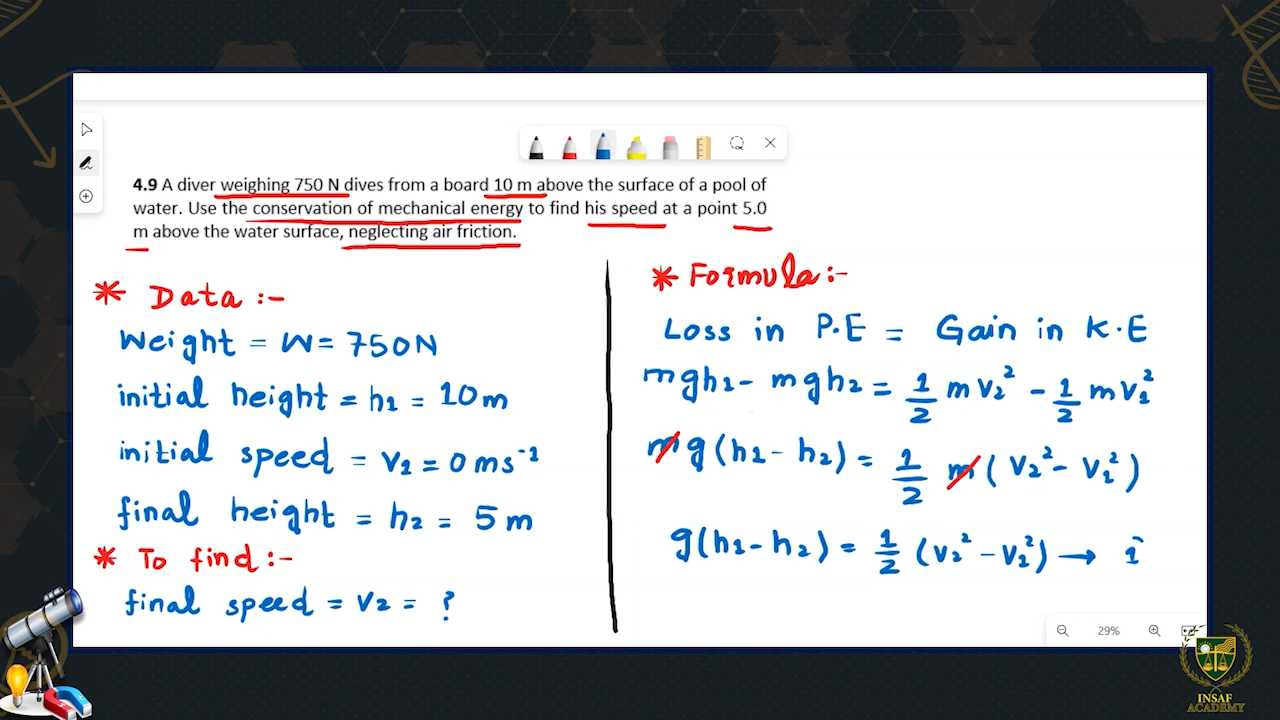 4.9 A diver weighing 750 N dives from a board 10 m above the surface of a pool of
water. Use the conservation of mechanical energy to find his speed at a point 5.0
m above the water surface, neglecting air friction.
* Data :-
Weight = W = 750N
initial height = h1 = 10m
initial speed = v1 = 0 ms⁻¹
final height = h2 = 5m
* To find :-
final speed = v2 = ?
* Formula :-
Loss in P.E = Gain in K.E
mgh1 - mgh2 = 1/2 mv2² - 1/2 mv1²
mg(h1 - h2) = 1/2 m(v2² - v1²)
g(h1 - h2) = 1/2 (v2² - v1²) → i
29%
INSAF
ACADEMY